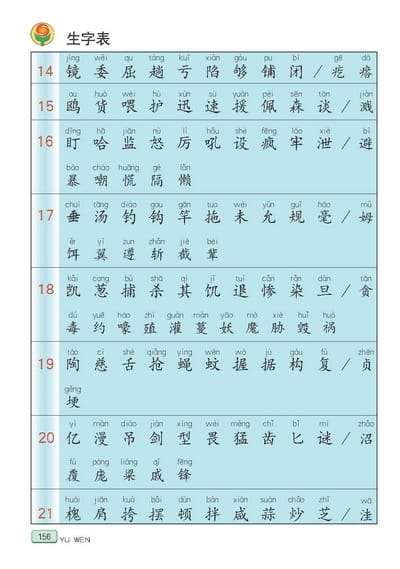 生字表
jìng wěi qu tàng kuī xiàn gòu pù bì gē dɑ
14 镜 委 屈 趟 亏 陷 够 铺 闭 / 疙 瘩
ou huò wèi hù xùn sù yuán pèi sēn tán jiàn
15 鸥 货 喂 护 迅 速 援 佩 森 谈 / 溅
dīng hā jiān nù lì hǒu shè fēng láo xiè bì
16 盯 哈 监 怒 厉 吼 设 疯 牢 泄 / 避
bào cháo huāng gé lǎn
暴 嘲 慌 隔 懒
chuí tāng diào gōu gān tuō wèi yǔn guī háo mǔ
17 垂 汤 钓 钩 竿 拖 未 允 规 毫 / 姆
ěr yì zūn zhǎn jié bèi
饵 翼 遵 斩 截 辈
kǎi cōng bǔ shā qí jī tuì cǎn rǎn dàn tān
18 凯 葱 捕 杀 其 饥 退 惨 染 旦 / 贪
dú yuē háo zhí guàn màn yāo mó xié huǐ huò
毒 约 嚎 殖 灌 蔓 妖 魔 胁 毁 祸
táo cí shé qiǎng yíng wén wò jù gòu fù zhēn
19 陶 慈 舌 抢 蝇 蚊 握 据 构 复 / 贞
gěng
埂
yì màn diào jiàn xíng wèi měng chǐ bǐ mí zhǎo
20 亿 漫 吊 剑 型 畏 猛 齿 匕 谜 / 沼
fù páng liáng qī fēng
覆 庞 梁 戚 锋
huái jiān kuà bǎi dùn bàn xián suàn chǎo zhī wā
21 槐 肩 挎 摆 顿 拌 咸 蒜 炒 芝 / 洼
156 YU WEN